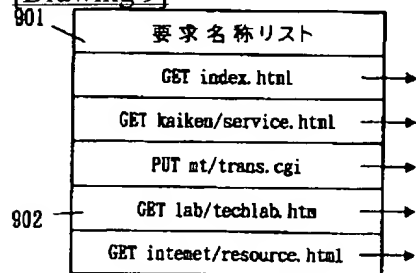 [Drawing 9]
901
要求名称リスト
GET index.html
GET kaiken/service.html
PUT mt/trans.cgi
902
GET lab/techlab.htm
GET intemet/resource.html